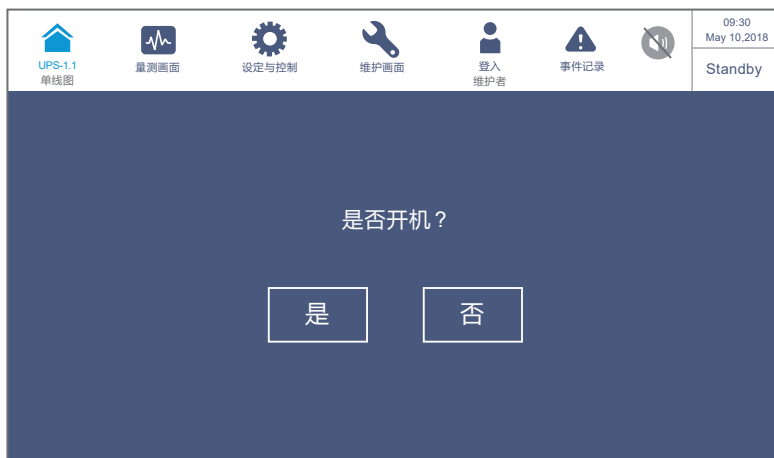 UPS-1.1
单线图
量测画面
设定与控制
维护画面
登入
维护者
事件记录
09:30
May 10,2018
Standby
是否开机？
是
否